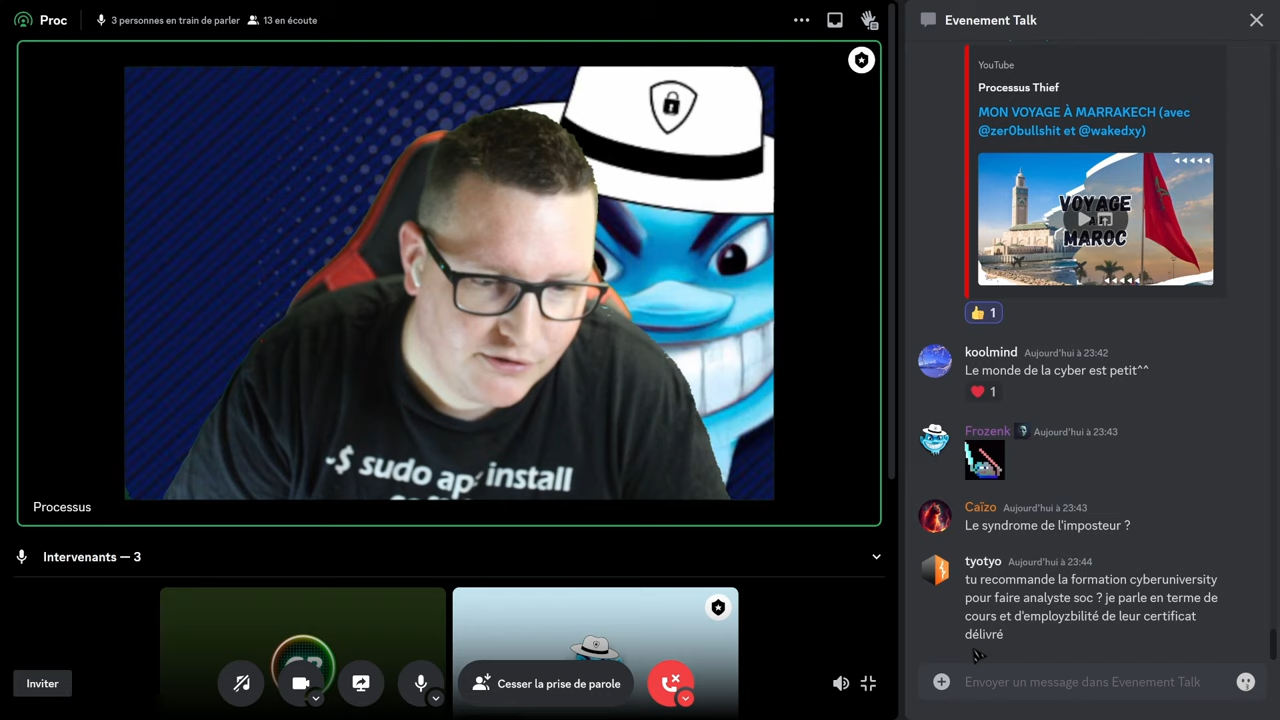 Proc
3 personnes en train de parler
13 en écoute
Evenement Talk
YouTube
Processus Thief
MON VOYAGE À MARRAKECH (avec
@zer0bullshit et @wakedxy)
VOYAGE
AU
MAROC
1
koolmind Aujourd'hui à 23:42
Le monde de la cyber est petit^^
1
Frozenk Aujourd'hui à 23:43
Caïzo Aujourd'hui à 23:43
Le syndrome de l'imposteur ?
tyotyo Aujourd'hui à 23:44
tu recommande la formation cyberuniversity
pour faire analyste soc ? je parle en terme de
cours et d'employzbilité de leur certificat
délivré
Envoyer un message dans Evenement Talk
~$ sudo apt install
Processus
Intervenants — 3
Inviter
Cesser la prise de parole